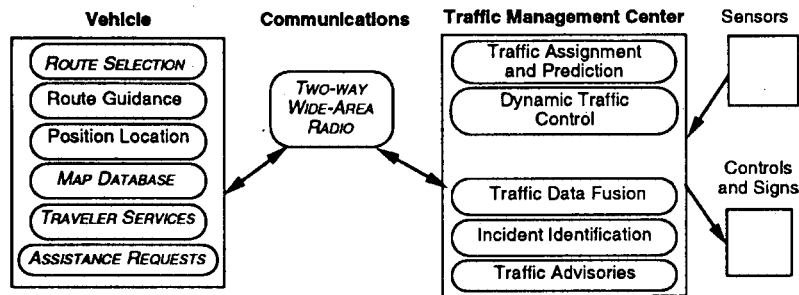 Vehicle
ROUTE SELECTION
Route Guidance
Position Location
MAP DATABASE
TRAVELER SERVICES
ASSISTANCE REQUESTS
Communications
TWO-WAY
WIDE-AREA
RADIO
Traffic Management Center
Traffic Assignment
and Prediction
Dynamic Traffic
Control
Traffic Data Fusion
Incident Identification
Traffic Advisories
Sensors
Controls
and Signs